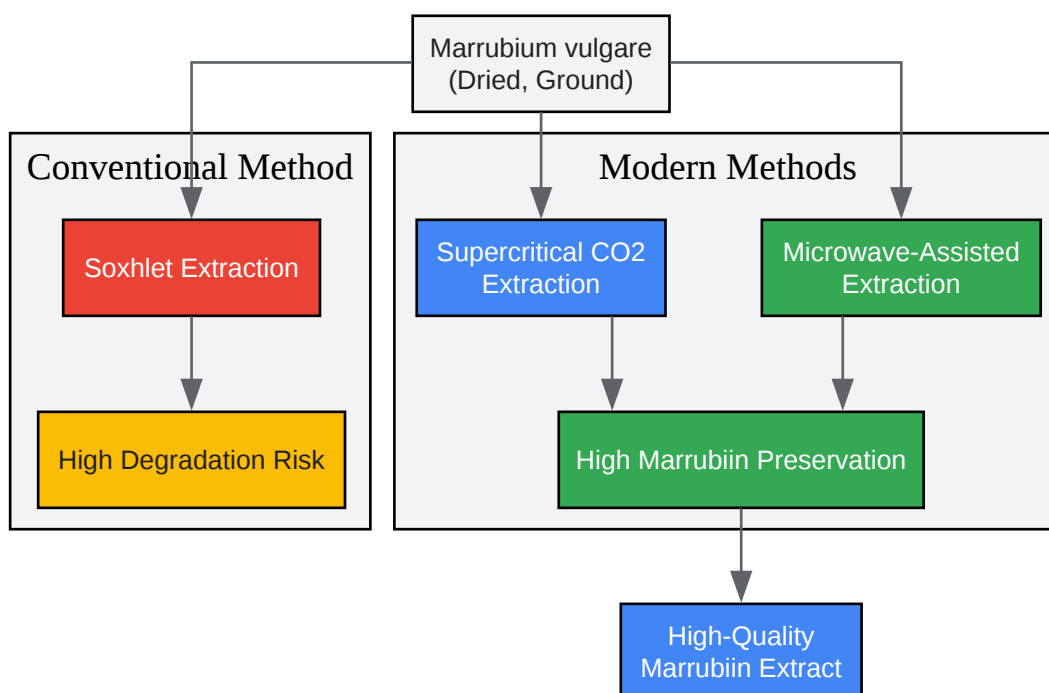 Marrubium vulgare
(Dried, Ground)
Conventional Method
Modern Methods
Soxhlet Extraction
Supercritical CO2
Extraction
Microwave-Assisted
Extraction
High Degradation Risk
High Marrubiin Preservation
High-Quality
Marrubiin Extract